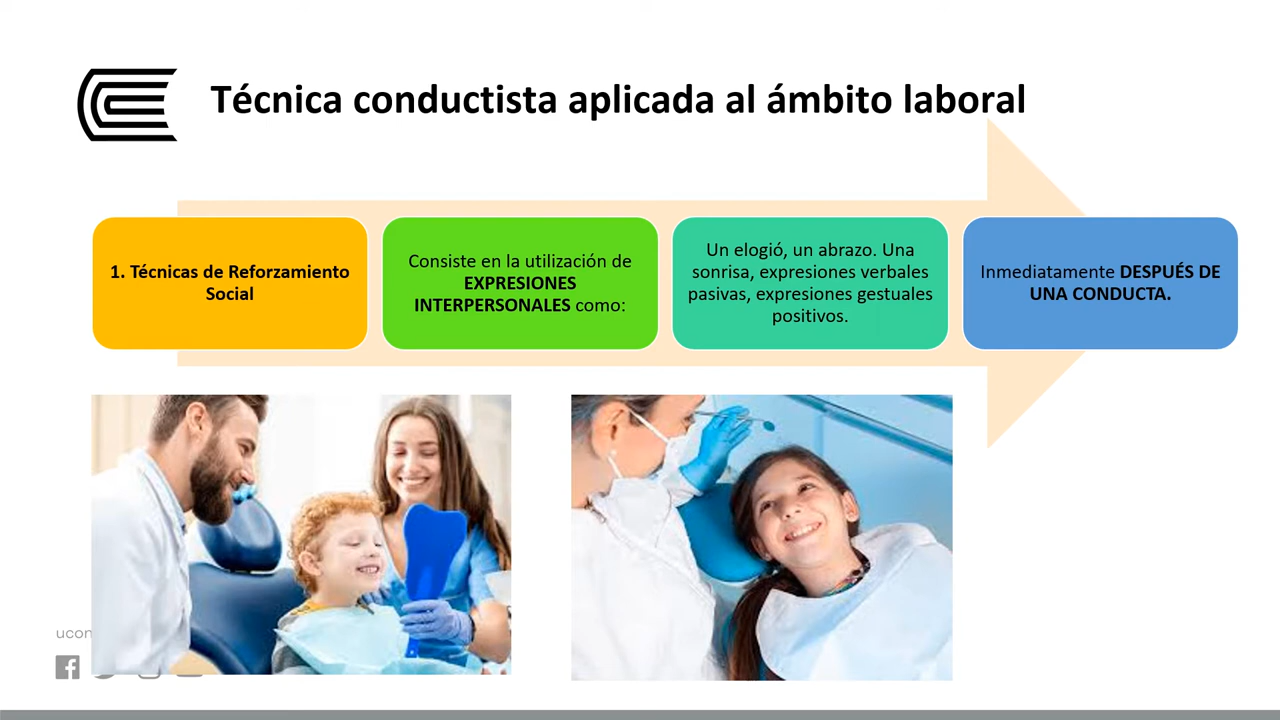 Técnica conductista aplicada al ámbito laboral
1. Técnicas de Reforzamiento
Social
Consiste en la utilización de
EXPRESIONES
INTERPERSONALES como:
Un elogió, un abrazo. Una
sonrisa, expresiones verbales
pasivas, expresiones gestuales
positivos.
Inmediatamente DESPUÉS DE
UNA CONDUCTA.